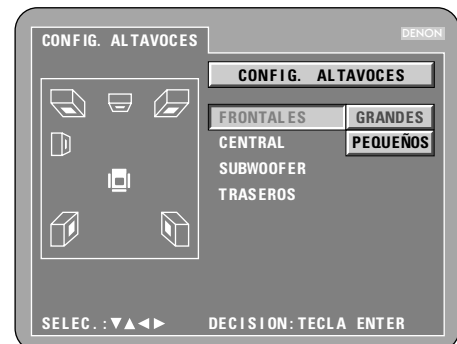 CONFIG. ALTAVOCES
DENON
CONFIG. ALTAVOCES
FRONTALES GRANDES
CENTRAL PEQUEÑOS
SUBWOOFER
TRASEROS
SELEC.:▼▲◄► DECISION:TECLA ENTER